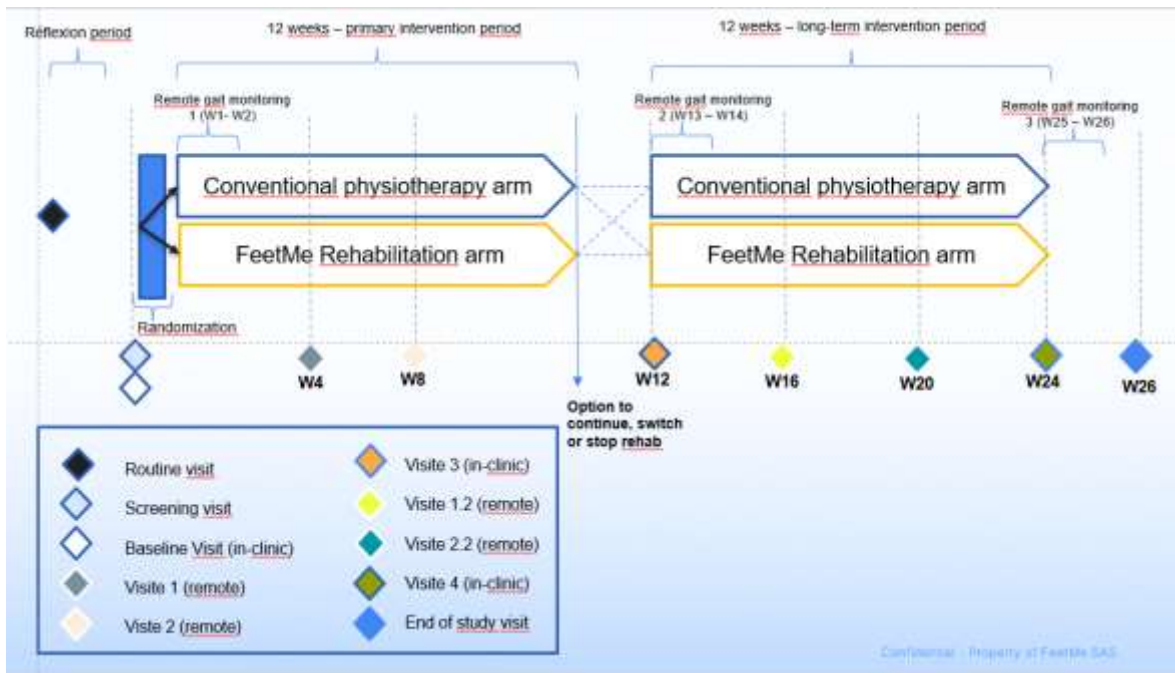 Réflexion period
12 weeks – primary intervention period
12 weeks – long-term intervention period
Remote gait monitoring
1 (W1- W2)
Remote gait monitoring
2 (W13 – W14)
Remote gait monitoring
3 (W25 – W26)
Conventional physiotherapy arm
Conventional physiotherapy arm
FeetMe Rehabilitation arm
FeetMe Rehabilitation arm
Randomization
W4
W8
W12
W16
W20
W24
W26
Option to
continue, switch
or stop rehab
Routine visit
Screening visit
Baseline Visit (in-clinic)
Visite 1 (remote)
Viste 2 (remote)
Visite 3 (in-clinic)
Visite 1.2 (remote)
Visite 2.2 (remote)
Visite 4 (in-clinic)
End of study visit
Confidential - Property of FeetMe SAS